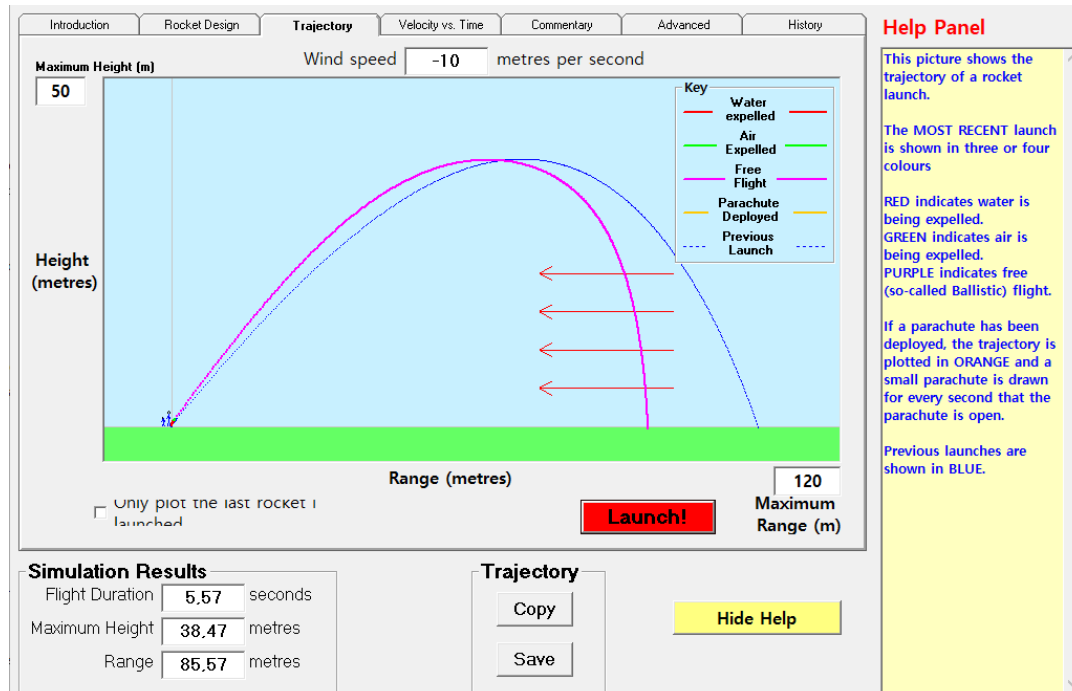 Introduction
Rocket Design
Trajectory
Velocity vs. Time
Commentary
Advanced
History
Wind speed -10 metres per second
Maximum Height (m)
50
Key
Water
expelled
Air
Expelled
Free
Flight
Parachute
Deployed
Previous
Launch
Height
(metres)
Range (metres)
120
Maximum
Range (m)
Only plot the last rocket I
launched
Launch!
Simulation Results
Flight Duration 5,57 seconds
Maximum Height 38,47 metres
Range 85,57 metres
Trajectory
Copy
Save
Hide Help
Help Panel
This picture shows the
trajectory of a rocket
launch.
The MOST RECENT launch
is shown in three or four
colours
RED indicates water is
being expelled.
GREEN indicates air is
being expelled.
PURPLE indicates free
(so-called Ballistic) flight.
If a parachute has been
deployed, the trajectory is
plotted in ORANGE and a
small parachute is drawn
for every second that the
parachute is open.
Previous launches are
shown in BLUE.